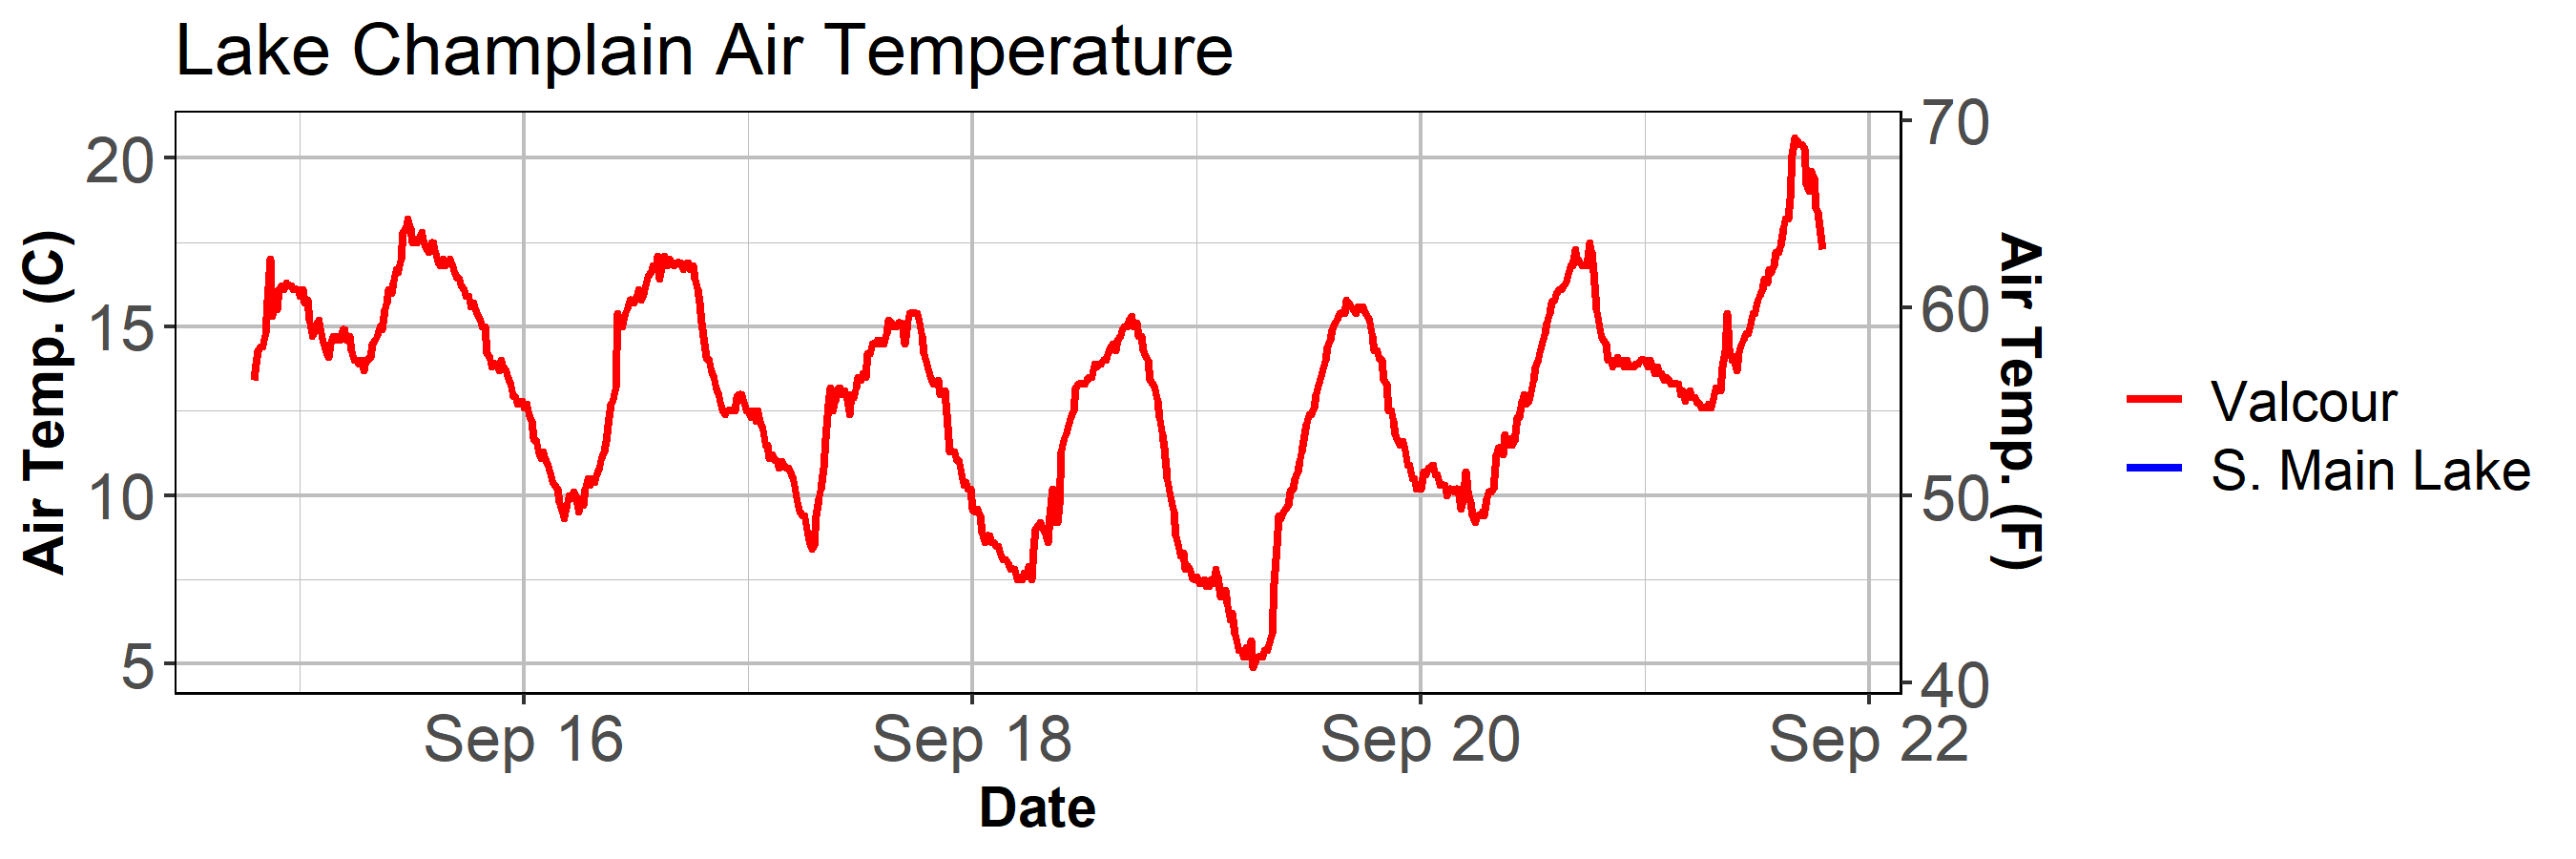 Lake Champlain Air Temperature
Air Temp. (C)
20
15
10
5
70
60
50
40
Air Temp. (F)
Sep 16
Sep 18
Sep 20
Sep 22
Date
Valcour
S. Main Lake